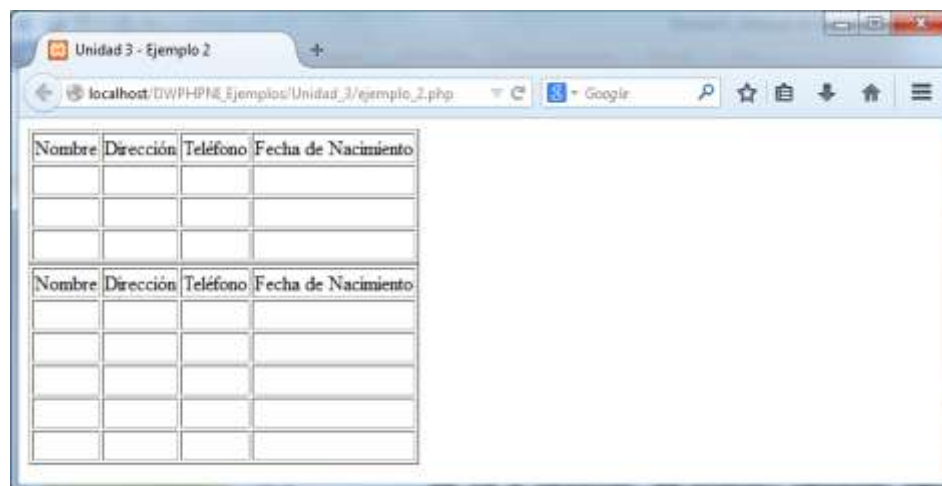 Unidad 3 - Ejemplo 2
localhost/DWPHPNI_Ejemplos/Unidad_3/ejemplo_2.php
Google
Nombre Dirección Teléfono Fecha de Nacimiento
Nombre Dirección Teléfono Fecha de Nacimiento